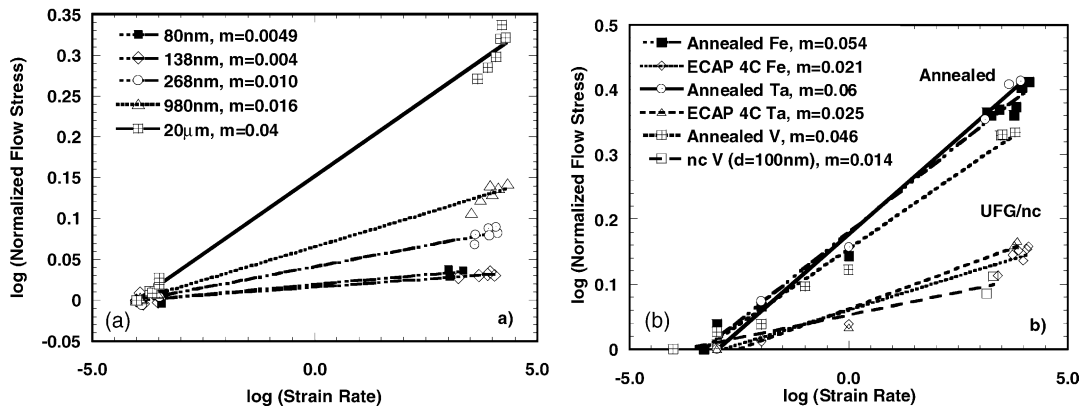 0.35
0.3
0.25
0.2
0.15
0.1
0.05
0
-0.05
log (Normalized Flow Stress)
80nm, m=0.0049
138nm, m=0.004
268nm, m=0.010
980nm, m=0.016
20μm, m=0.04
(a)
a)
-5.0
0.0
5.0
log (Strain Rate)
0.5
0.4
0.3
0.2
0.1
0
log (Normalized Flow Stress)
Annealed Fe, m=0.054
ECAP 4C Fe, m=0.021
Annealed Ta, m=0.06
ECAP 4C Ta, m=0.025
Annealed V, m=0.046
nc V (d=100nm), m=0.014
Annealed
UFG/nc
(b)
b)
-5.0
0.0
5.0
log (Strain Rate)